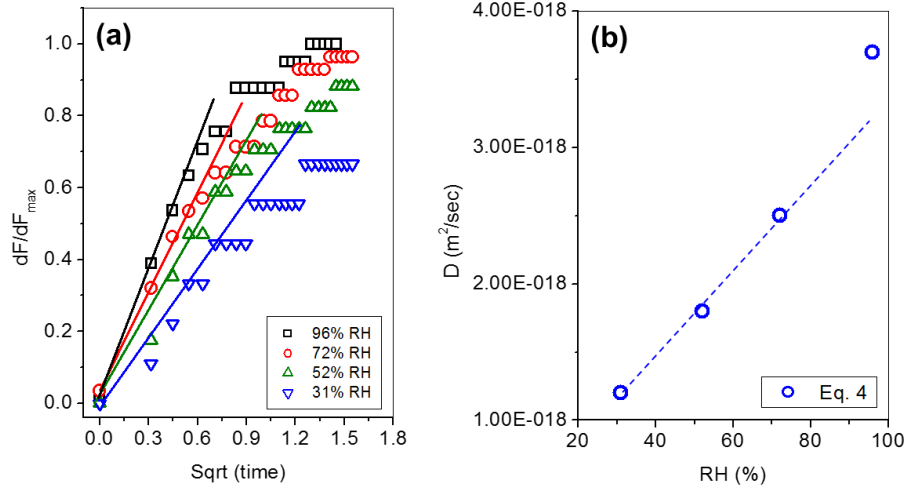 (a)
dF/dFmax
1.0
0.8
0.6
0.4
0.2
0.0
0.0 0.3 0.6 0.9 1.2 1.5 1.8
Sqrt (time)
96% RH
72% RH
52% RH
31% RH
(b)
D (m²/sec)
4.00E-018
3.00E-018
2.00E-018
1.00E-018
20 40 60 80 100
RH (%)
Eq. 4